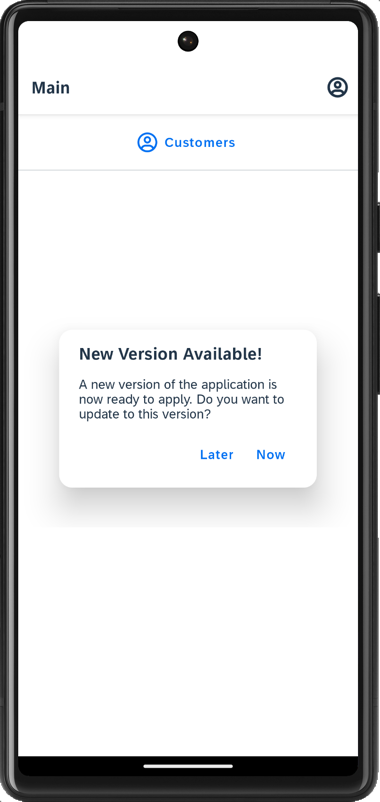 Main
Customers
New Version Available!
A new version of the application is
now ready to apply. Do you want to
update to this version?
Later Now